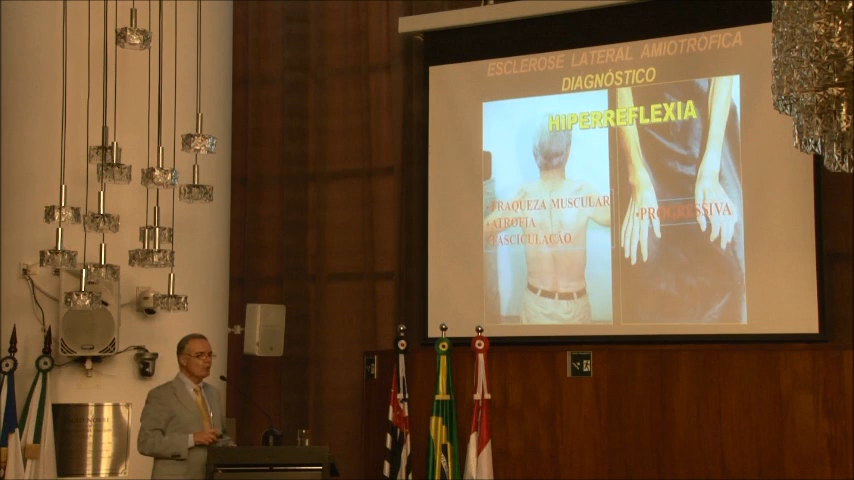 ESCLEROSE LATERAL AMIOTRÓFICA
DIAGNÓSTICO
HIPERREFLEXIA
•FRAQUEZA MUSCULAR
•ATROFIA
•FASCICULAÇÃO
•PROGRESSIVA